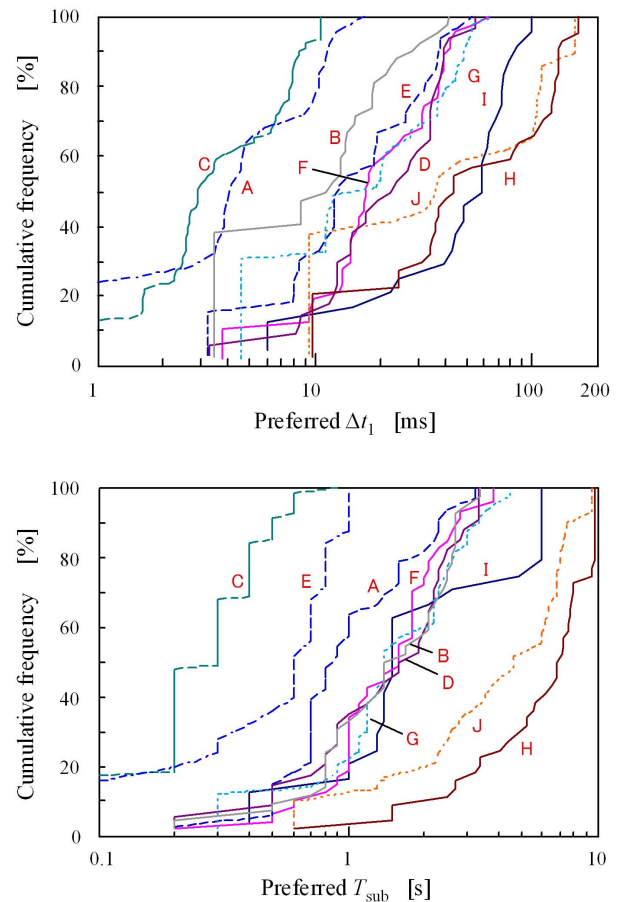 100
80
60
40
20
0
Cumulative frequency [%]
C
A
B
F
E
G
I
D
J
H
1
10
100
200
Preferred Δt₁ [ms]
100
80
60
40
20
0
Cumulative frequency [%]
C
E
A
F
I
B
D
G
J
H
0.1
1
10
Preferred T_sub [s]